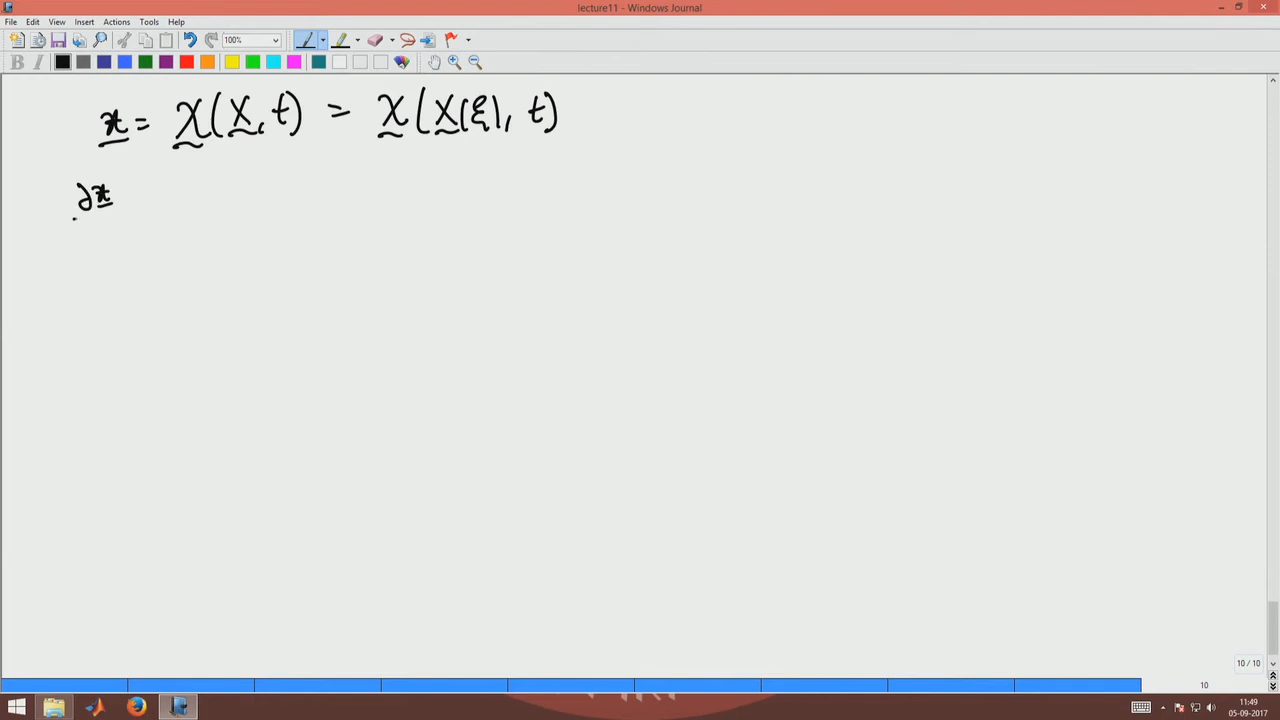 lecture11 - Windows Journal
File Edit View Insert Actions Tools Help
100%
B I
x = χ(X, t) = χ(X(ξ), t)
∂x
10 / 10
10
11:49
05-09-2017